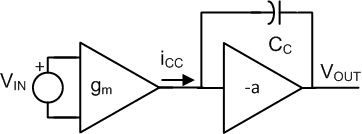 i_CC
C_C
V_IN
+
g_m
-a
V_OUT